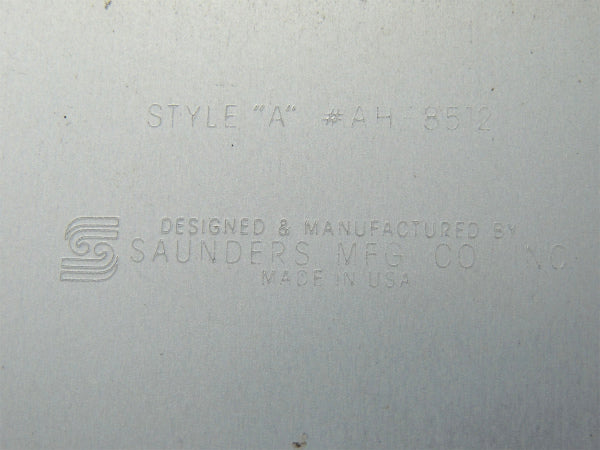 STYLE "A" #AH 8512
DESIGNED & MANUFACTURED BY
SAUNDERS MFG CO INC
MADE IN USA